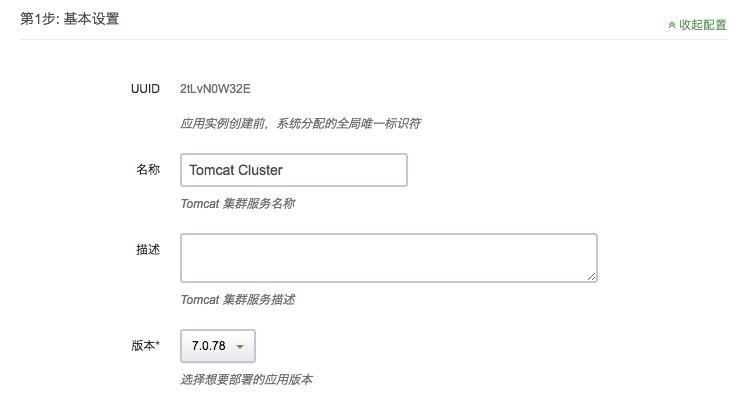 第1步: 基本设置
收起配置
UUID 2tLvN0W32E
应用实例创建前，系统分配的全局唯一标识符
名称 Tomcat Cluster
Tomcat 集群服务名称
描述
Tomcat 集群服务描述
版本* 7.0.78
选择想要部署的应用版本